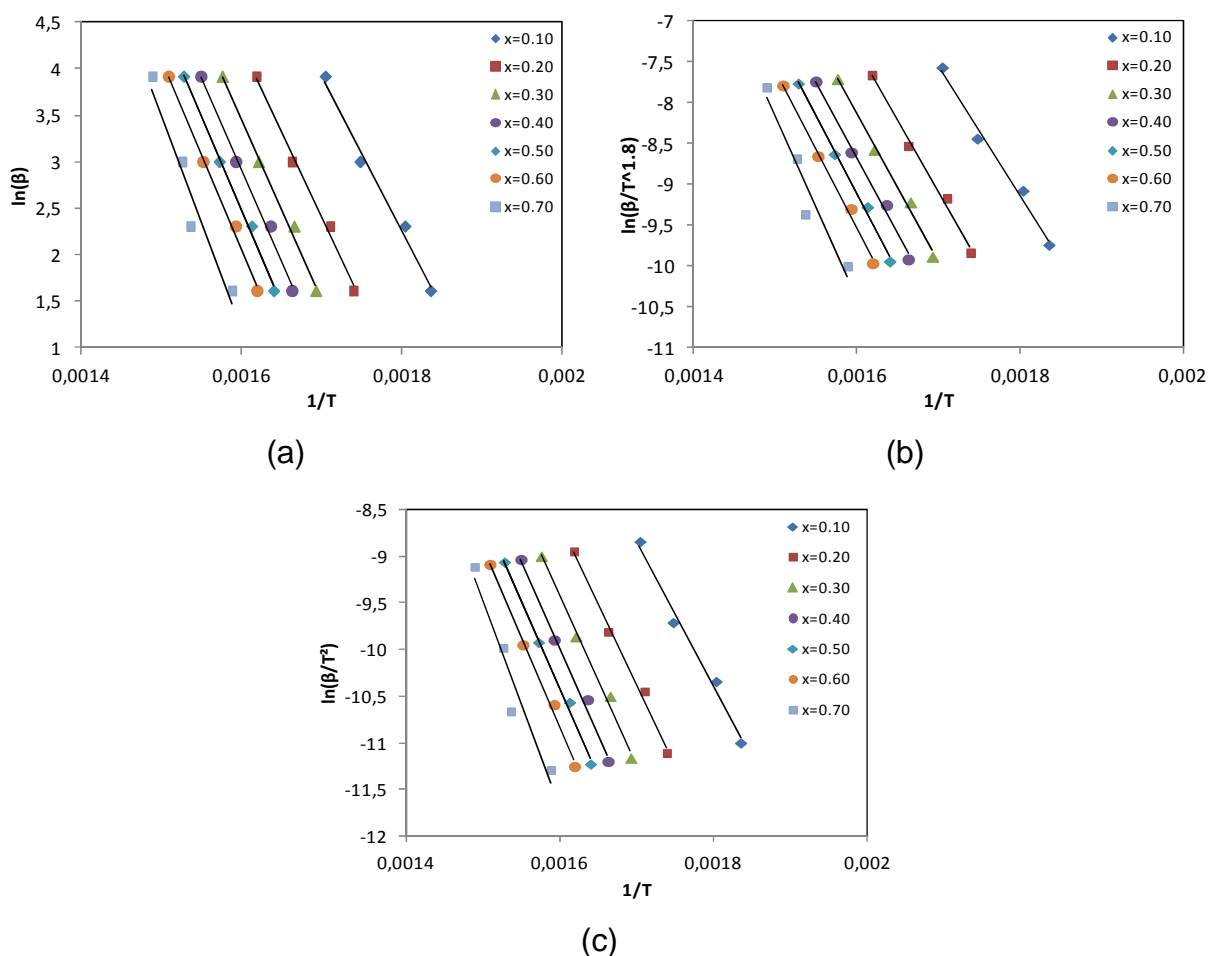 4,5
4
3,5
3
2,5
2
1,5
1
ln(β)
0,0014
0,0016
0,0018
0,002
1/T
x=0.10
x=0.20
x=0.30
x=0.40
x=0.50
x=0.60
x=0.70
(a)
-7
-7,5
-8
-8,5
-9
-9,5
-10
-10,5
-11
ln(β/T^1.8)
0,0014
0,0016
0,0018
0,002
1/T
x=0.10
x=0.20
x=0.30
x=0.40
x=0.50
x=0.60
x=0.70
(b)
-8,5
-9
-9,5
-10
-10,5
-11
-11,5
-12
ln(β/T²)
0,0014
0,0016
0,0018
0,002
1/T
x=0.10
x=0.20
x=0.30
x=0.40
x=0.50
x=0.60
x=0.70
(c)